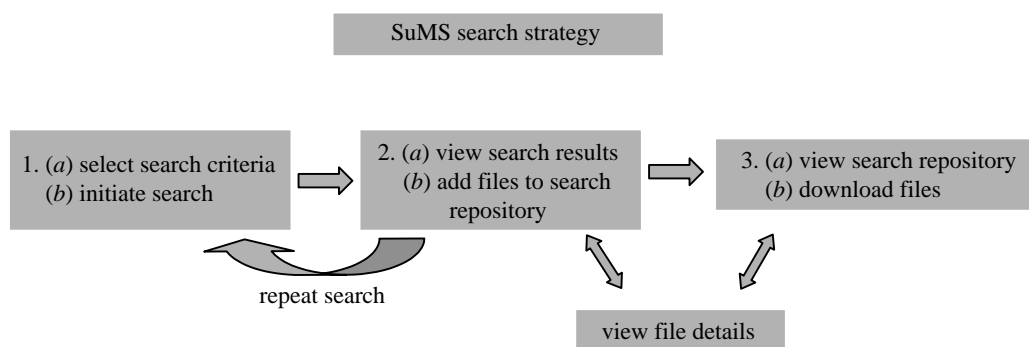 SuMS search strategy
1. (a) select search criteria
(b) initiate search
2. (a) view search results
(b) add files to search
repository
3. (a) view search repository
(b) download files
repeat search
view file details